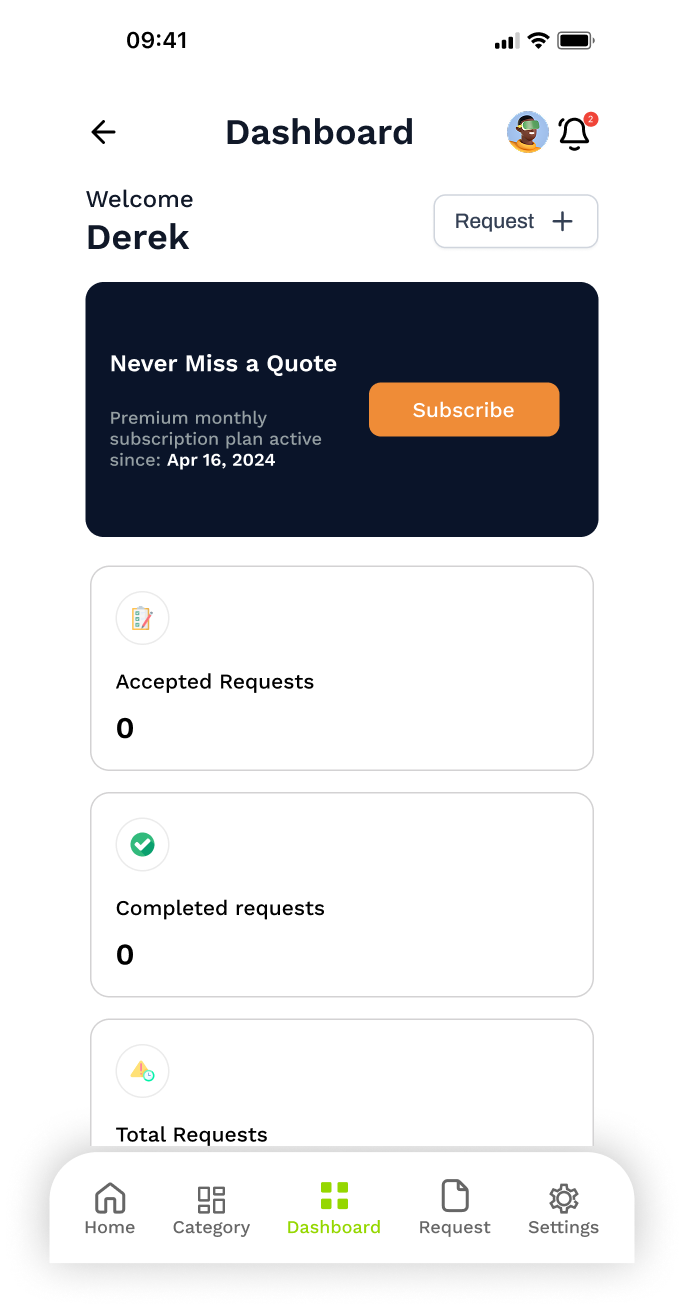 09:41
Dashboard
2
Welcome
Derek
Request
Never Miss a Quote
Premium monthly
subscription plan active
since: Apr 16, 2024
Subscribe
Accepted Requests
0
Completed requests
0
Total Requests
Home Category Dashboard Request Settings